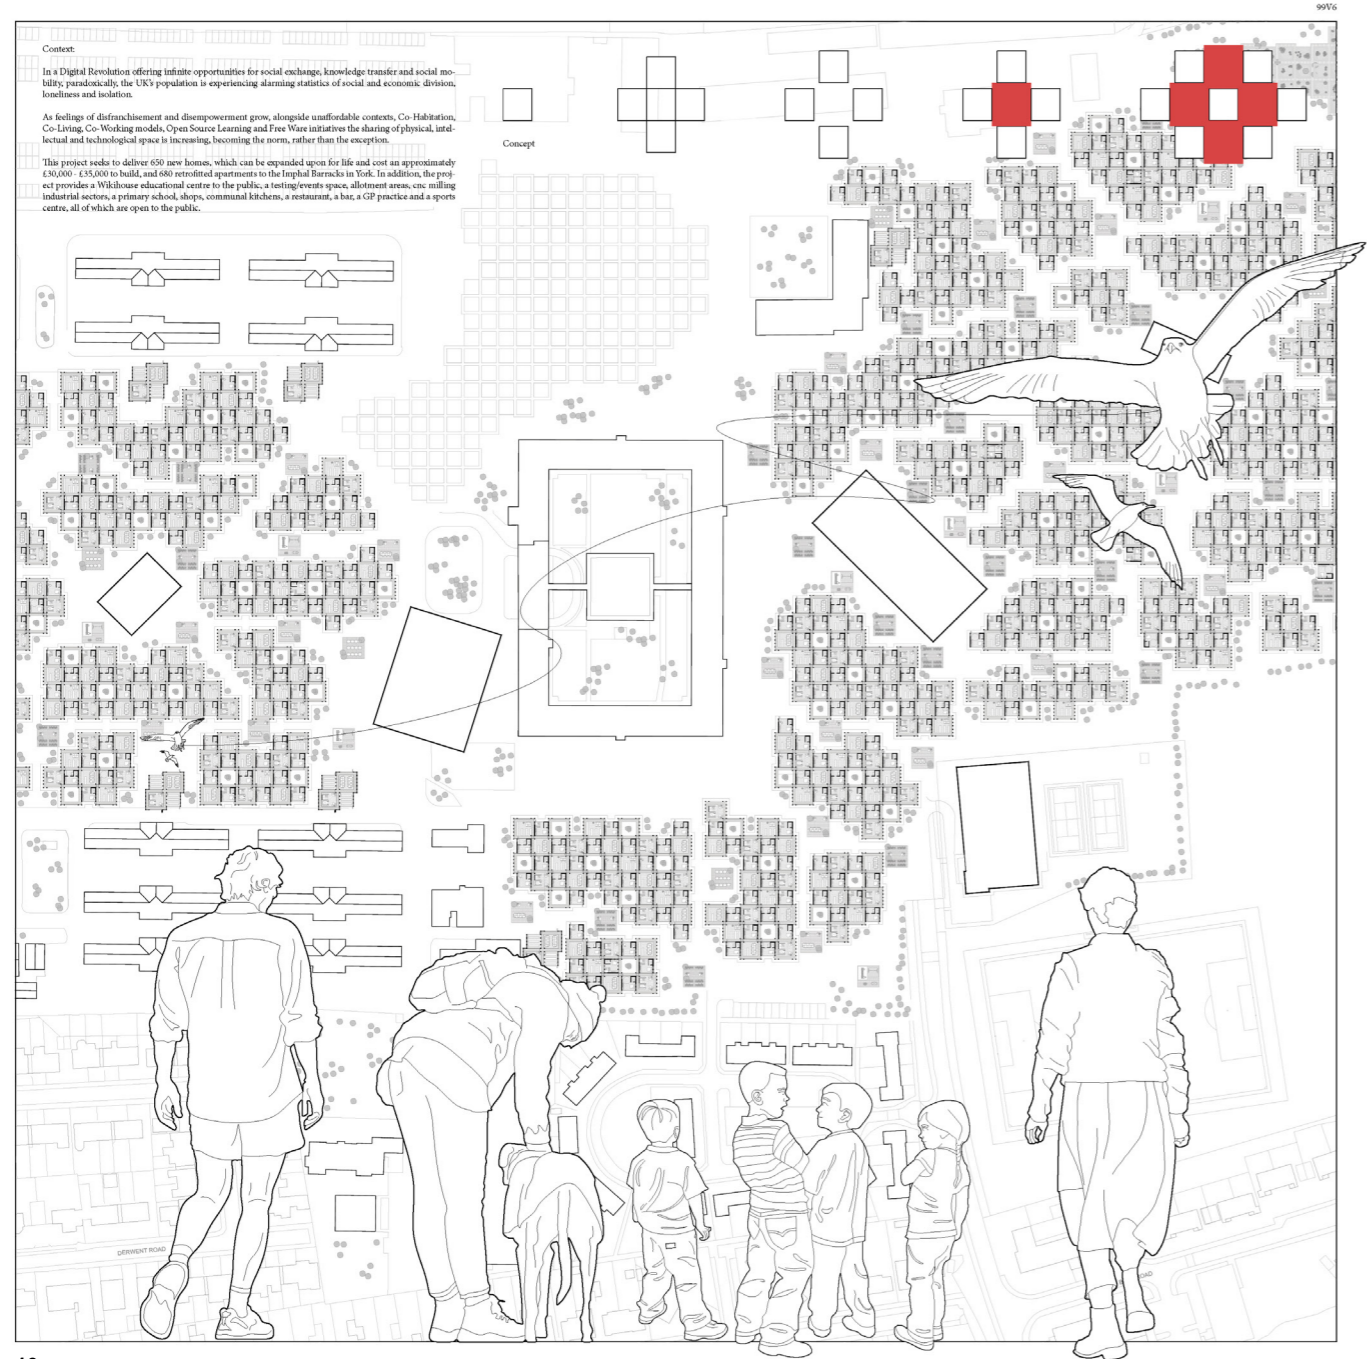 99V6
Context:
In a Digital Revolution offering infinite opportunities for social exchange, knowledge transfer and social mo-
bility, paradoxically, the UK's population is experiencing alarming statistics of social and economic division,
loneliness and isolation.
As feelings of disfranchisement and disempowerment grow, alongside unaffordable contexts, Co-Habitation,
Co-Living, Co-Working models, Open Source Learning and Free Ware initiatives the sharing of physical, intel-
lectual and technological space is increasing, becoming the norm, rather than the exception.
This project seeks to deliver 650 new homes, which can be expanded upon for life and cost an approximately
£30,000 - £35,000 to build, and 680 retrofitted apartments to the Imphal Barracks in York. In addition, the proj-
ect provides a Wikihouse educational centre to the public, a testing/events space, allotment areas, cnc milling
industrial sectors, a primary school, shops, communal kitchens, a restaurant, a bar, a GP practice and a sports
centre, all of which are open to the public.
Concept
DERWENT ROAD